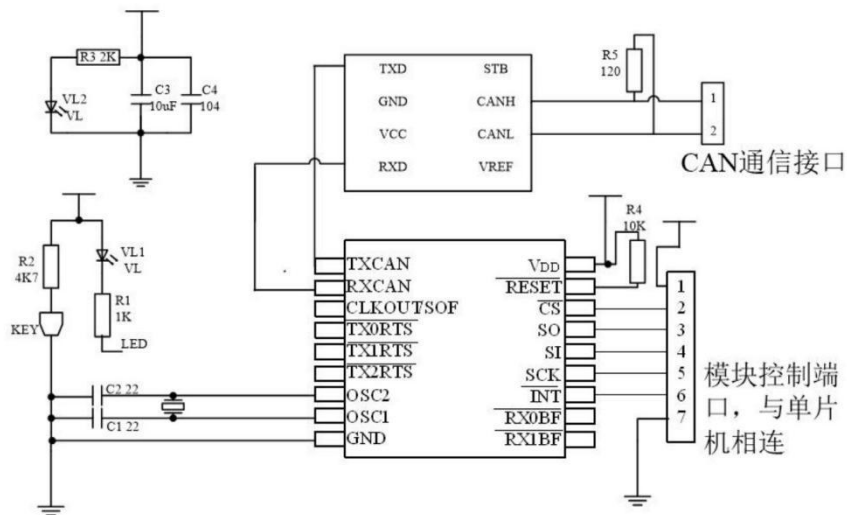 R3 2K
VL2
VL
C3
10uF
C4
104
TXD
GND
VCC
RXD
STB
CANH
CANL
VREF
R5
120
1
2
CAN通信接口
R2
4K7
KEY
VL1
VL
R1
1K
LED
C2 22
C1 22
TXCAN
RXCAN
CLKOUT/SOF
TX0RTS
TX1RTS
TX2RTS
OSC2
OSC1
GND
VDD
RESET
CS
SO
SI
SCK
INT
RX0BF
RX1BF
R4
10K
1
2
3
4
5
6
7
模块控制端
口，与单片
机相连